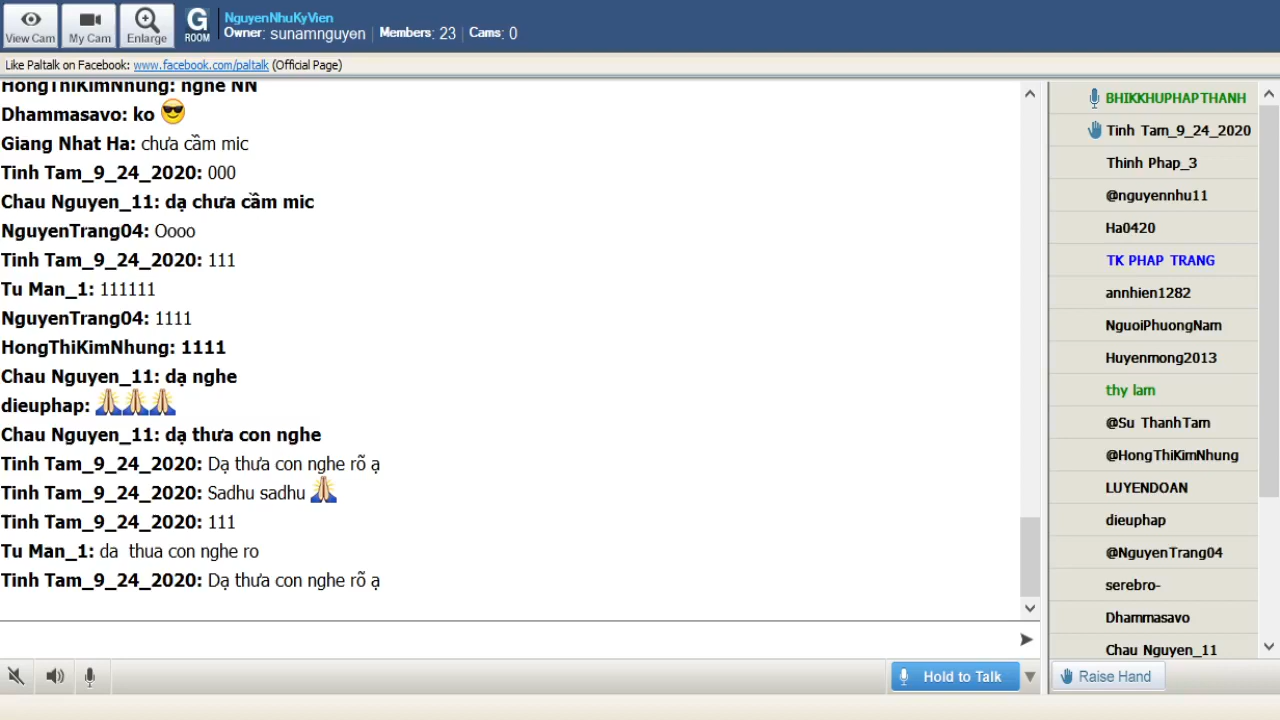 View Cam
My Cam
Enlarge
G
ROOM
NguyenNhuKyVien
Owner: sunamnguyen | Members: 23 | Cams: 0
Like Paltalk on Facebook: www.facebook.com/paltalk (Official Page)
HongThiKimNhung: nghe NN
Dhammasavo: ko
Giang Nhat Ha: chưa cầm mic
Tinh Tam_9_24_2020: 000
Chau Nguyen_11: dạ chưa cầm mic
NguyenTrang04: Oooo
Tinh Tam_9_24_2020: 111
Tu Man_1: 111111
NguyenTrang04: 1111
HongThiKimNhung: 1111
Chau Nguyen_11: dạ nghe
dieuphap:
Chau Nguyen_11: dạ thưa con nghe
Tinh Tam_9_24_2020: Dạ thưa con nghe rõ ạ
Tinh Tam_9_24_2020: Sadhu sadhu
Tinh Tam_9_24_2020: 111
Tu Man_1: da  thua con nghe ro
Tinh Tam_9_24_2020: Dạ thưa con nghe rõ ạ
Hold to Talk
BHIKKHUPHAPTHANH
Tinh Tam_9_24_2020
Thinh Phap_3
@nguyennhu11
Ha0420
TK PHAP TRANG
annhien1282
NguoiPhuongNam
Huyenmong2013
thy lam
@Su ThanhTam
@HongThiKimNhung
LUYENDOAN
dieuphap
@NguyenTrang04
serebro-
Dhammasavo
Chau Nguyen_11
Raise Hand